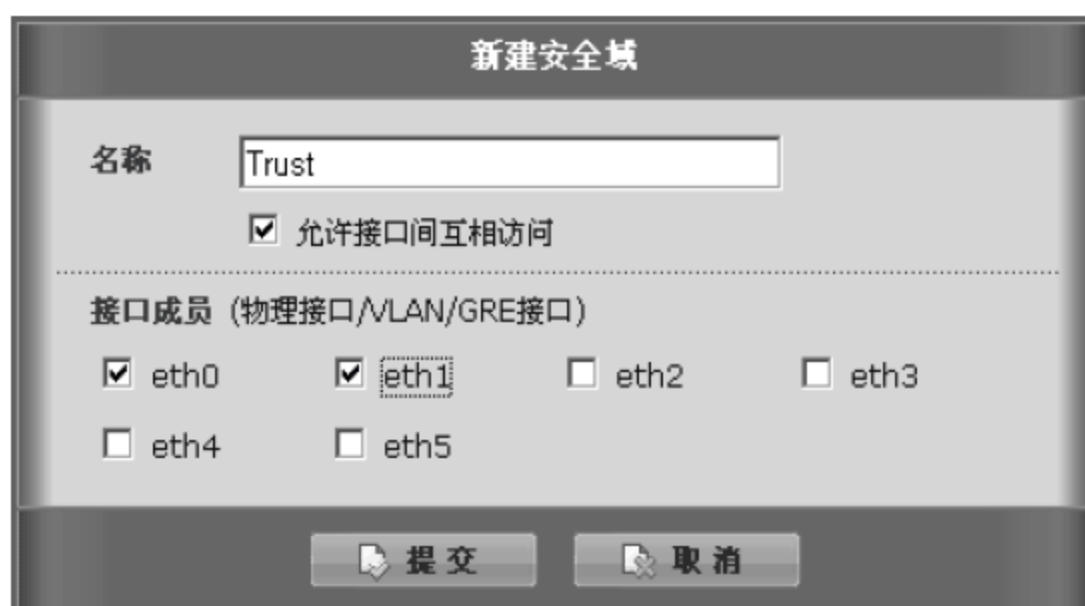 新建安全域
名称 Trust
允许接口间互相访问
接口成员 (物理接口/VLAN/GRE接口)
eth0 eth1 eth2 eth3
eth4 eth5
提交 取消